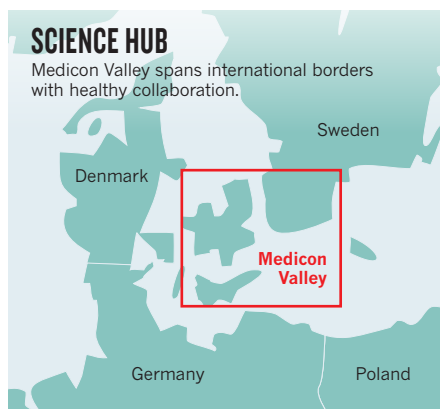 SCIENCE HUB
Medicon Valley spans international borders
with healthy collaboration.
Sweden
Denmark
Medicon
Valley
Germany
Poland